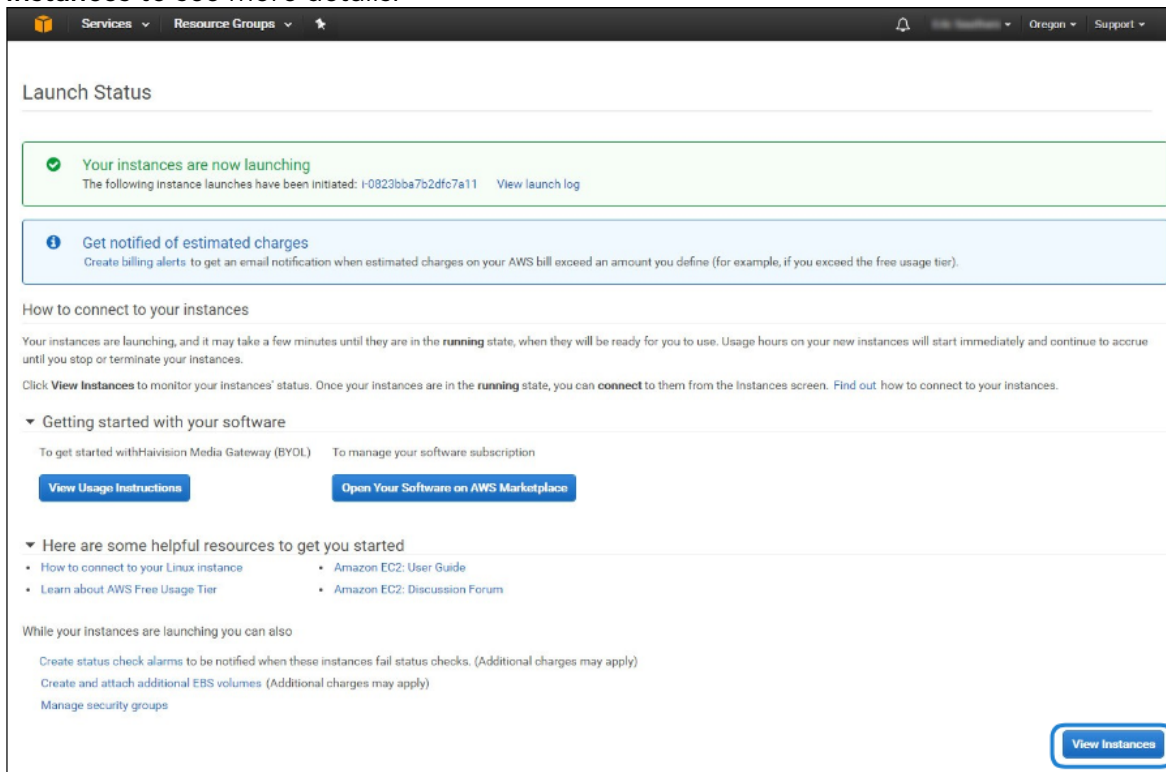 Instances to see more details.
Services Resource Groups Oregon Support
Launch Status
Your instances are now launching
The following instance launches have been initiated: i-0823bba7b2dfc7a11 View launch log
Get notified of estimated charges
Create billing alerts to get an email notification when estimated charges on your AWS bill exceed an amount you define (for example, if you exceed the free usage tier).
How to connect to your instances
Your instances are launching, and it may take a few minutes until they are in the running state, when they will be ready for you to use. Usage hours on your new instances will start immediately and continue to accrue
until you stop or terminate your instances.
Click View Instances to monitor your instances' status. Once your instances are in the running state, you can connect to them from the Instances screen. Find out how to connect to your instances.
Getting started with your software
To get started withHaivision Media Gateway (BYOL) To manage your software subscription
View Usage Instructions Open Your Software on AWS Marketplace
Here are some helpful resources to get you started
• How to connect to your Linux instance • Amazon EC2: User Guide
• Learn about AWS Free Usage Tier • Amazon EC2: Discussion Forum
While your instances are launching you can also
Create status check alarms to be notified when these instances fail status checks. (Additional charges may apply)
Create and attach additional EBS volumes (Additional charges may apply)
Manage security groups
View Instances